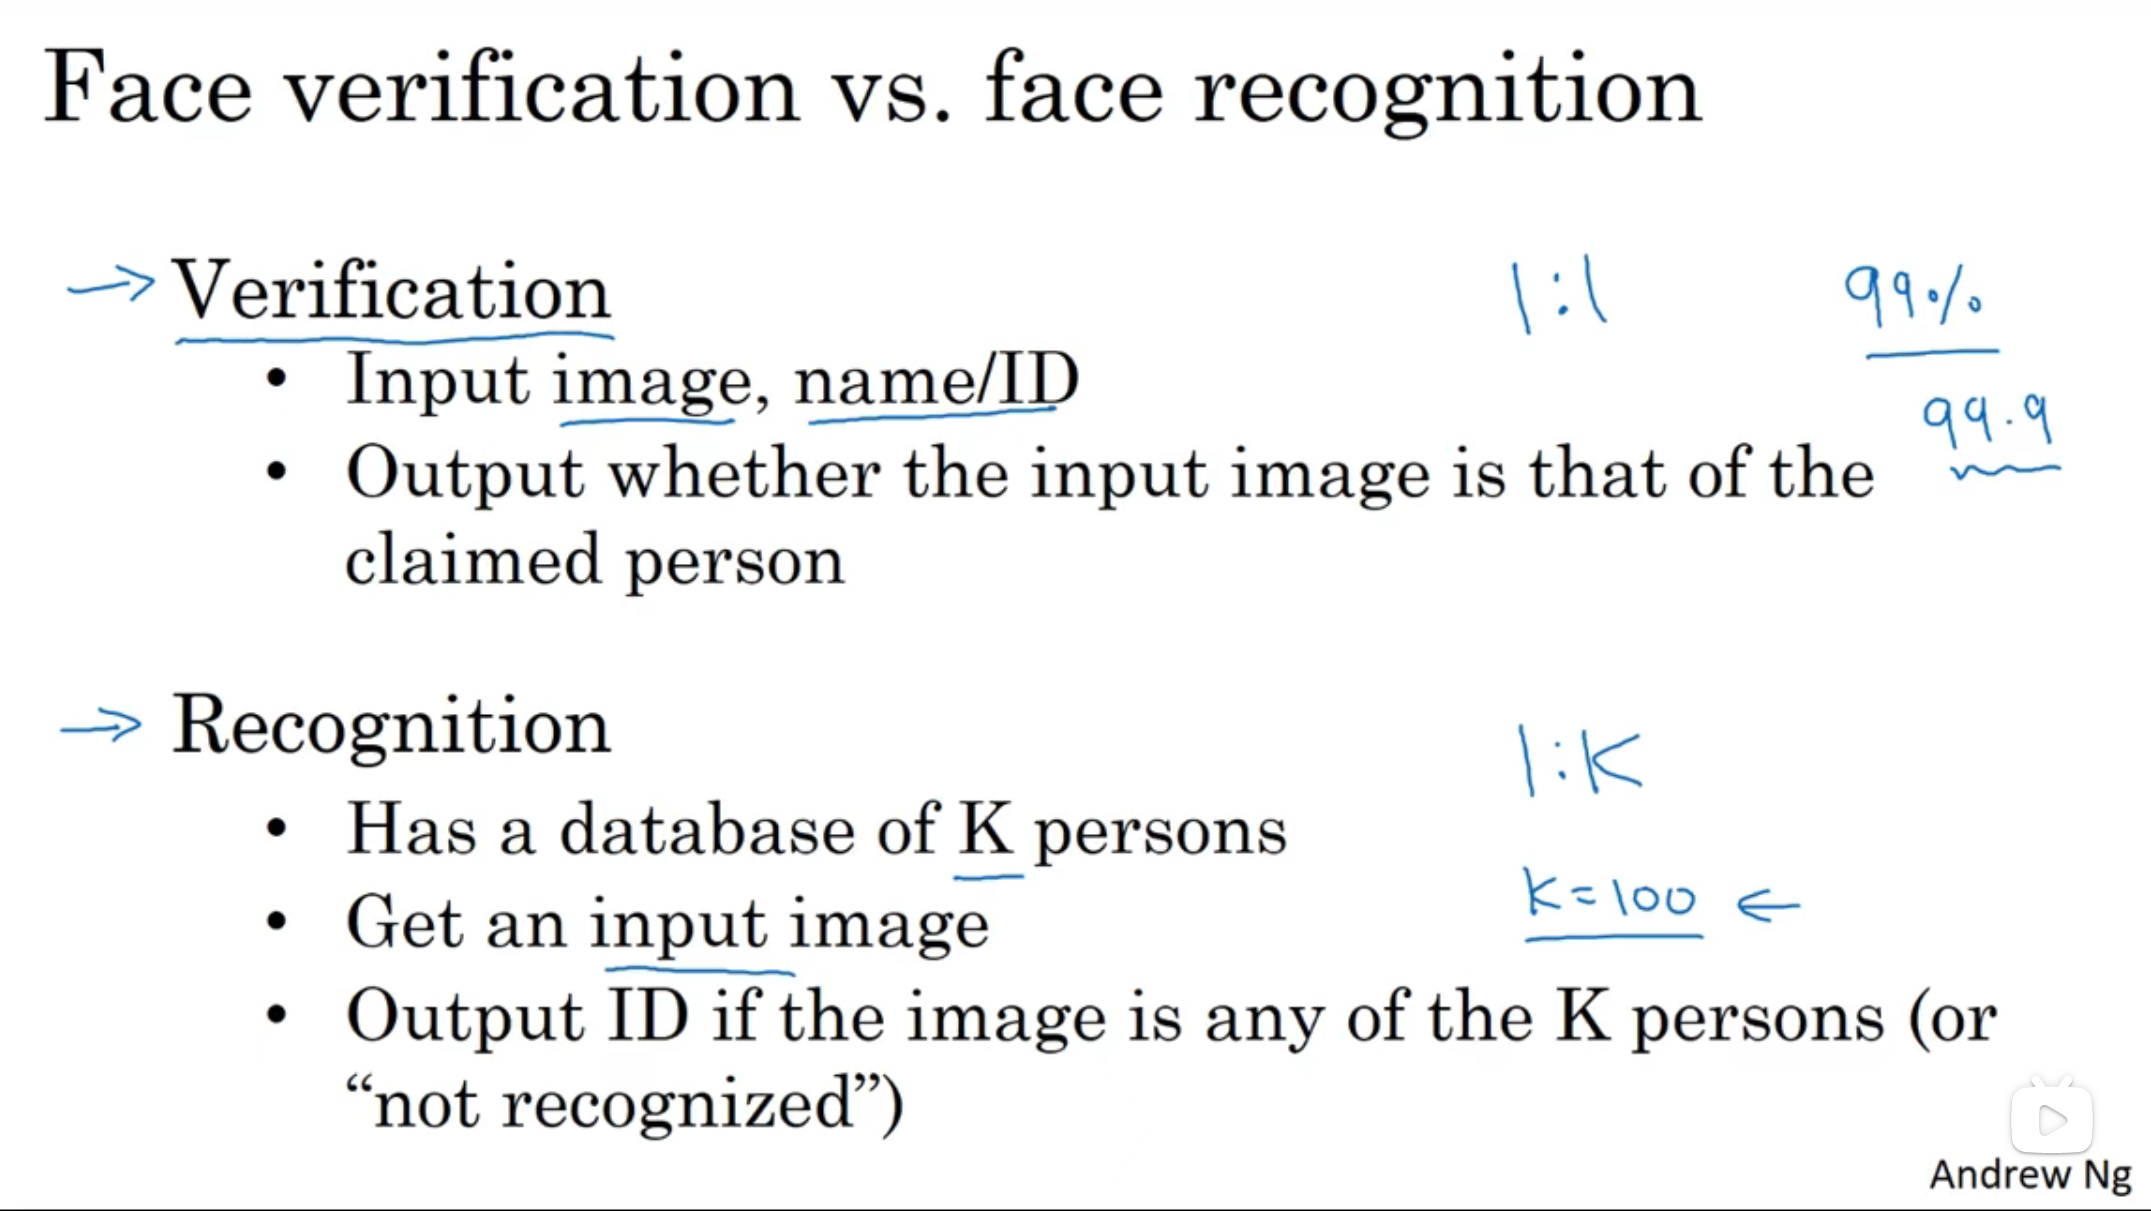 Face verification vs. face recognition
→ Verification
1:1
99%
• Input image, name/ID
99.9
• Output whether the input image is that of the
claimed person
→ Recognition
1:K
• Has a database of K persons
K=100 ←
• Get an input image
• Output ID if the image is any of the K persons (or
“not recognized”)
Andrew Ng